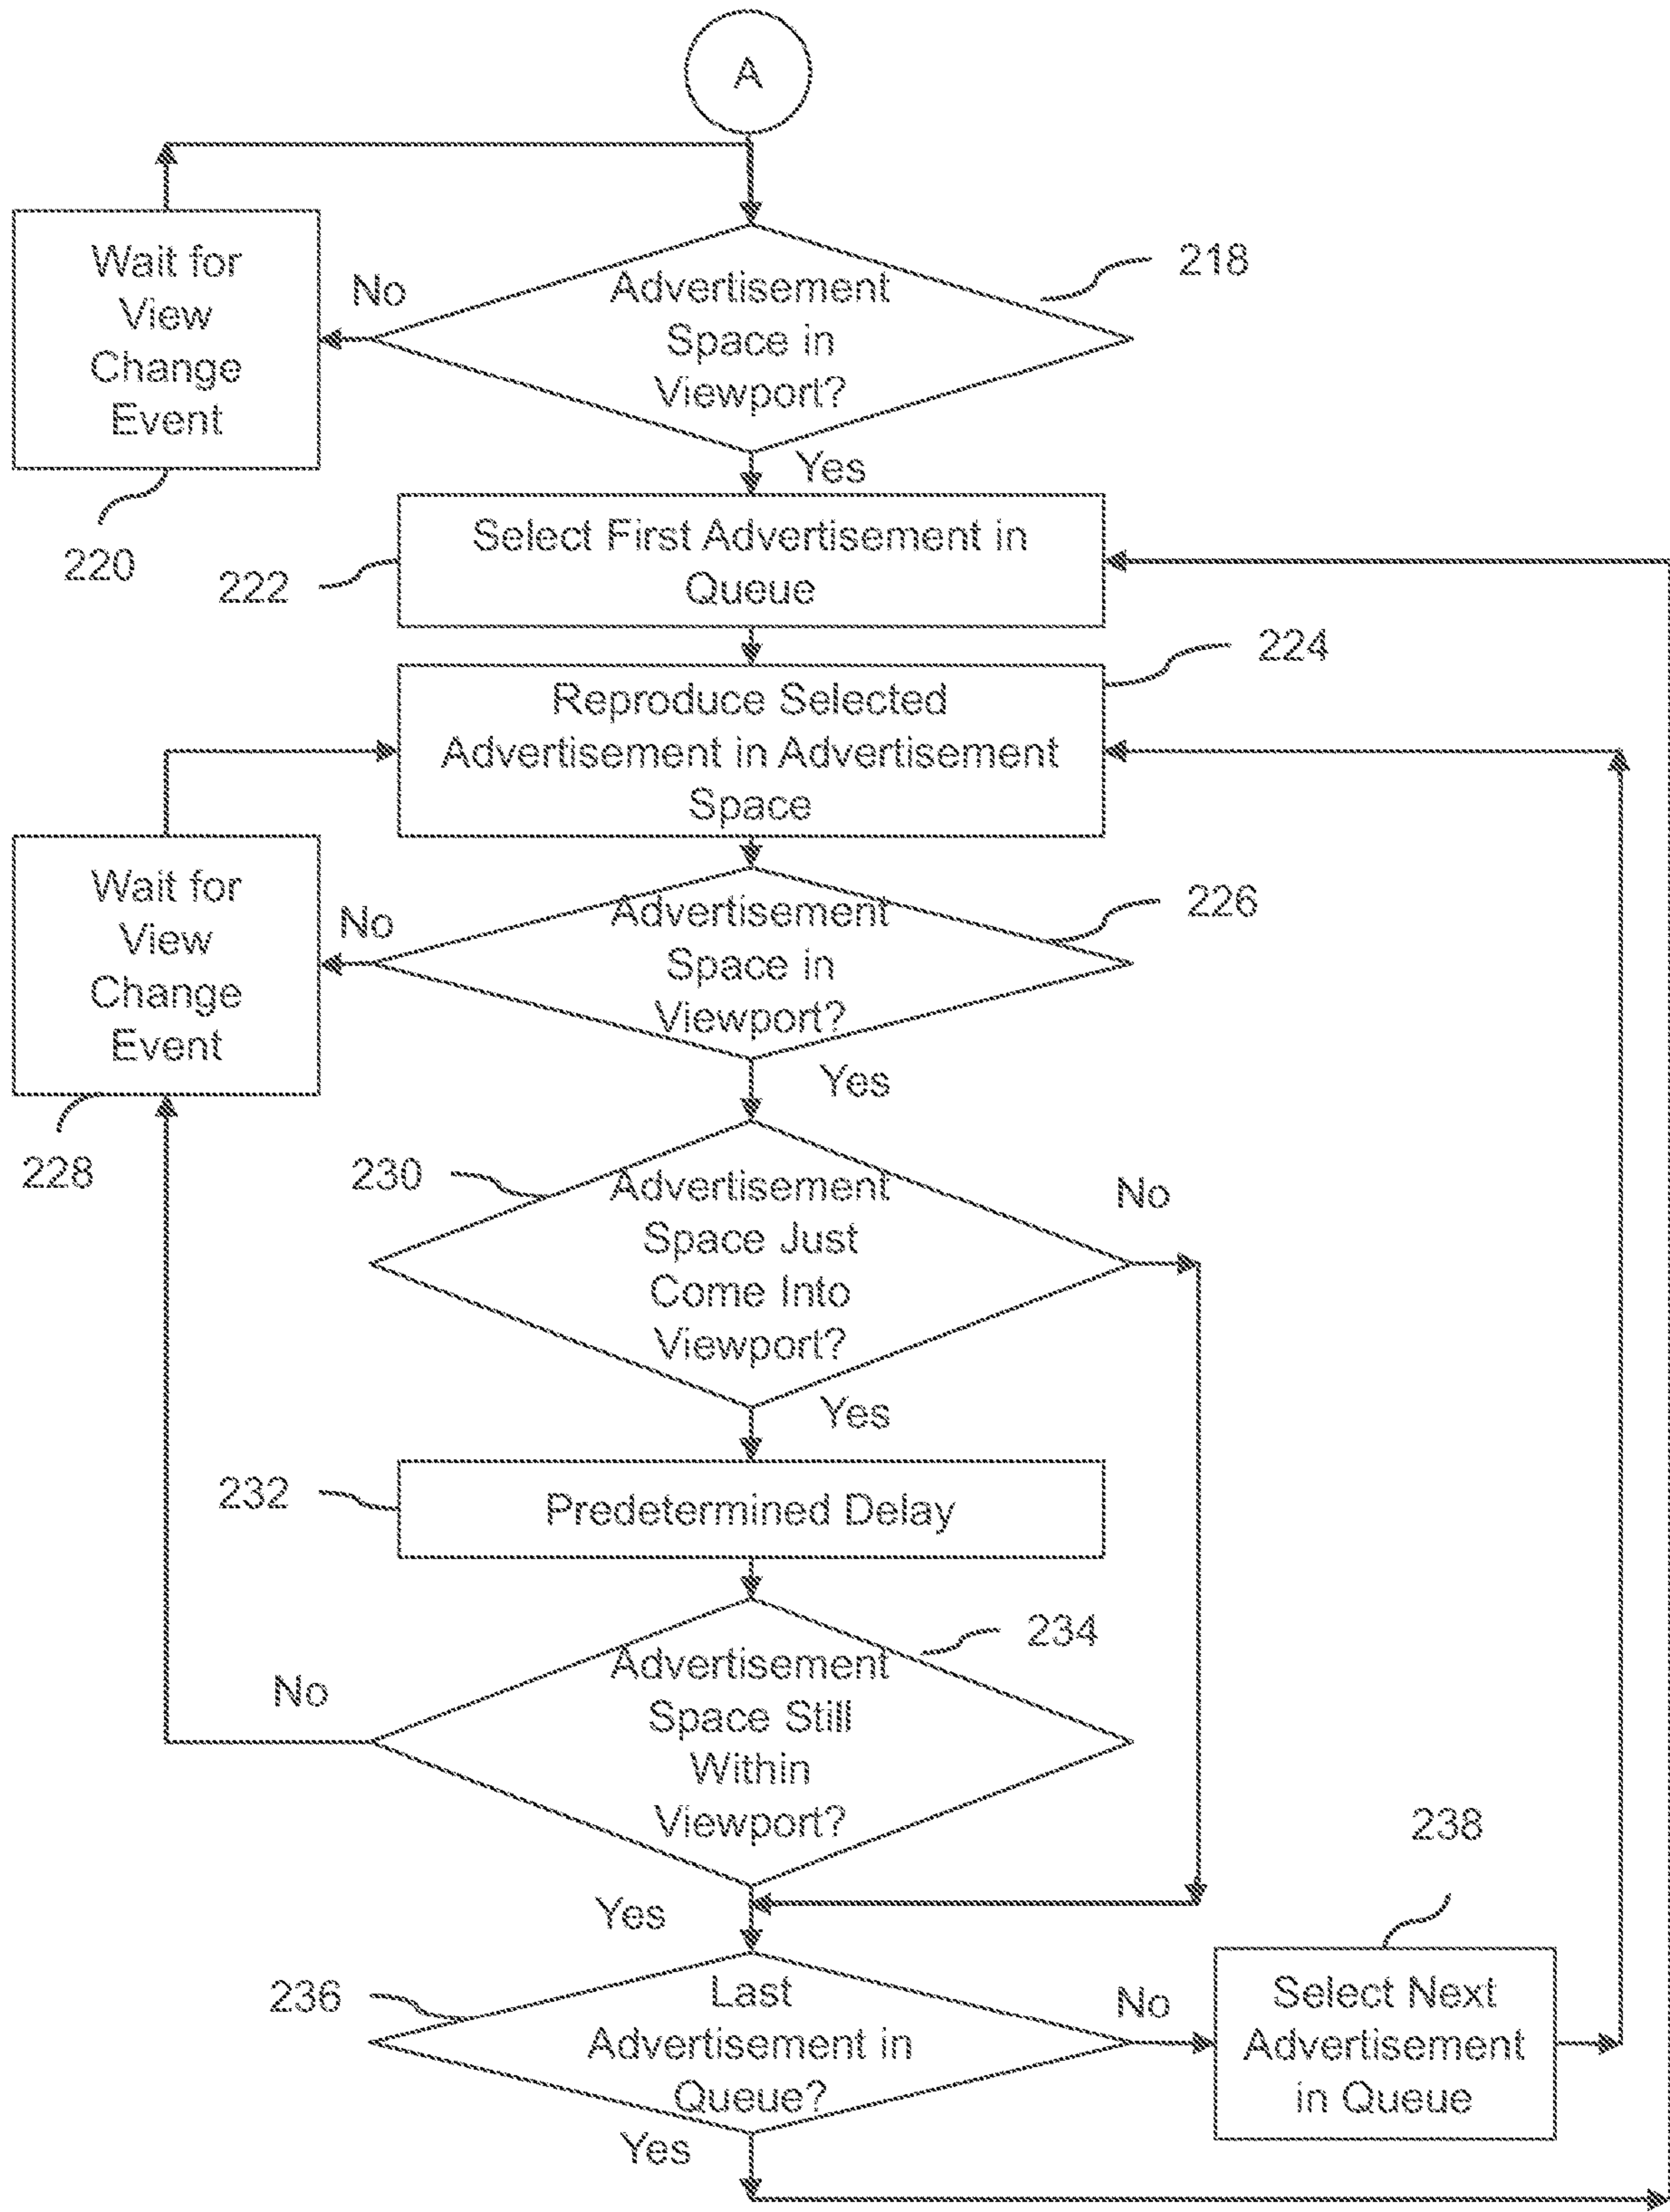 A
Wait for
View
Change
Event
No
Advertisement
Space in
Viewport?
218
Yes
220
222
Select First Advertisement in
Queue
224
Reproduce Selected
Advertisement in Advertisement
Space
Wait for
View
Change
Event
No
Advertisement
Space in
Viewport?
226
Yes
228
230
Advertisement
Space Just
Come Into
Viewport?
No
Yes
232
Predetermined Delay
234
No
Advertisement
Space Still
Within
Viewport?
238
Yes
236
Last
Advertisement in
Queue?
No
Select Next
Advertisement
in Queue
Yes